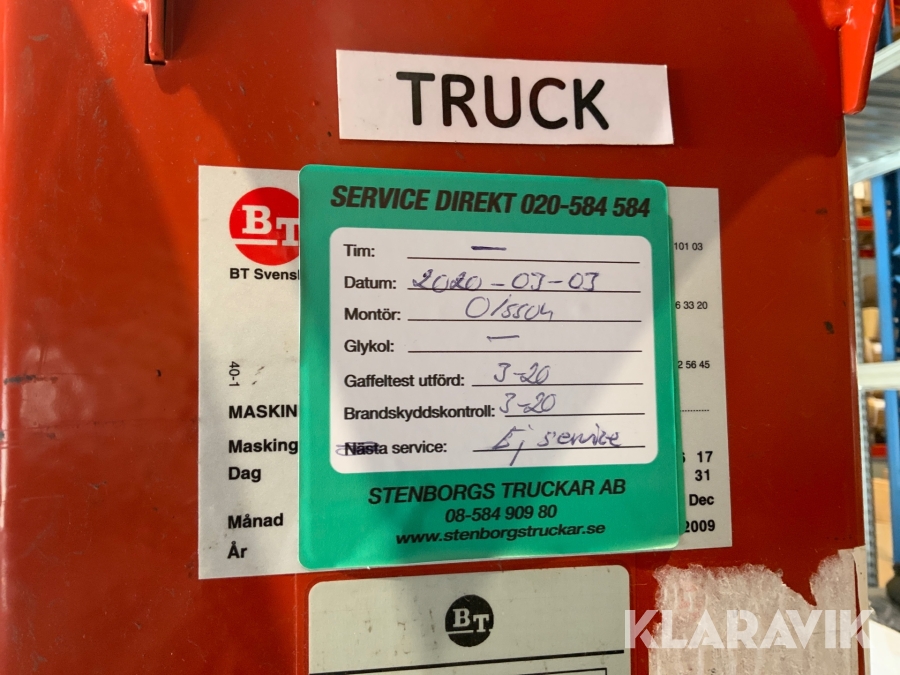 TRUCK
BT
BT Svensk
101 03
6 33 20
2 56 45
40-1
MASKIN
Masking
Dag
Månad
År
17
31
Dec
2009
SERVICE DIREKT 020-584 584
Tim: —
Datum: 2020-03-03
Montör: Olsson
Glykol: —
Gaffeltest utförd: 3-20
Brandskyddskontroll: 3-20
Nästa service: Ej service
STENBORGS TRUCKAR AB
08-584 909 80
www.stenborgstruckar.se
BT
KLARAVIK